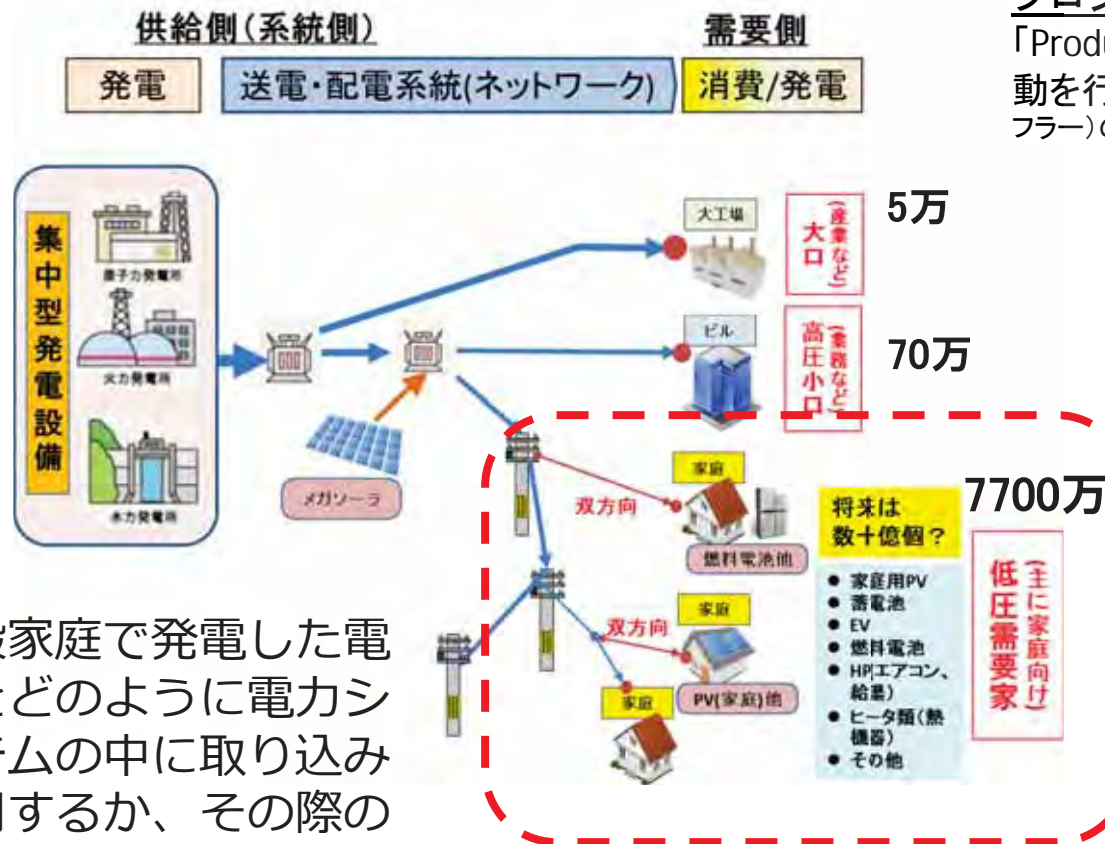 供給側(系統側)
需要側
発電
送電・配電系統(ネットワーク)
消費/発電
「Produ
動を行
フラー)の
集中型発電設備
原子力発電所
火力発電所
水力発電所
メガソーラ
大工場
大口
(産業など)
5万
ビル
高圧小口
(業務など)
70万
家庭
双方向
燃料電池他
家庭
双方向
PV(家庭)他
家庭
将来は
数十億個？
7700万
● 家庭用PV
● 蓄電池
● EV
● 燃料電池
● HP(エアコン、
給湯)
● ヒータ類(熱
機器)
● その他
低圧需要家
(主に家庭向け)
家庭で発電した電
どのように電力シ
テムの中に取り込み
するか、その際の